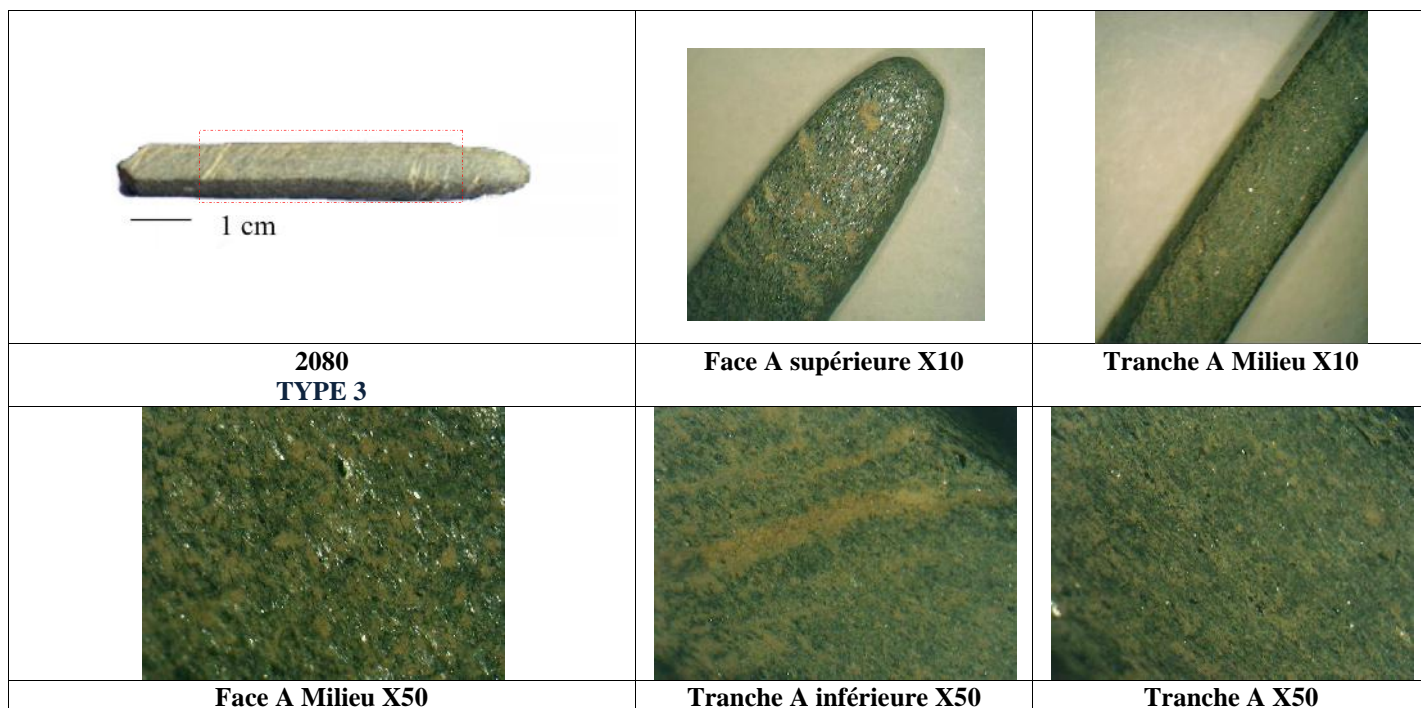 1 cm
2080
TYPE 3
Face A supérieure X10
Tranche A Milieu X10
Face A Milieu X50
Tranche A inférieure X50
Tranche A X50